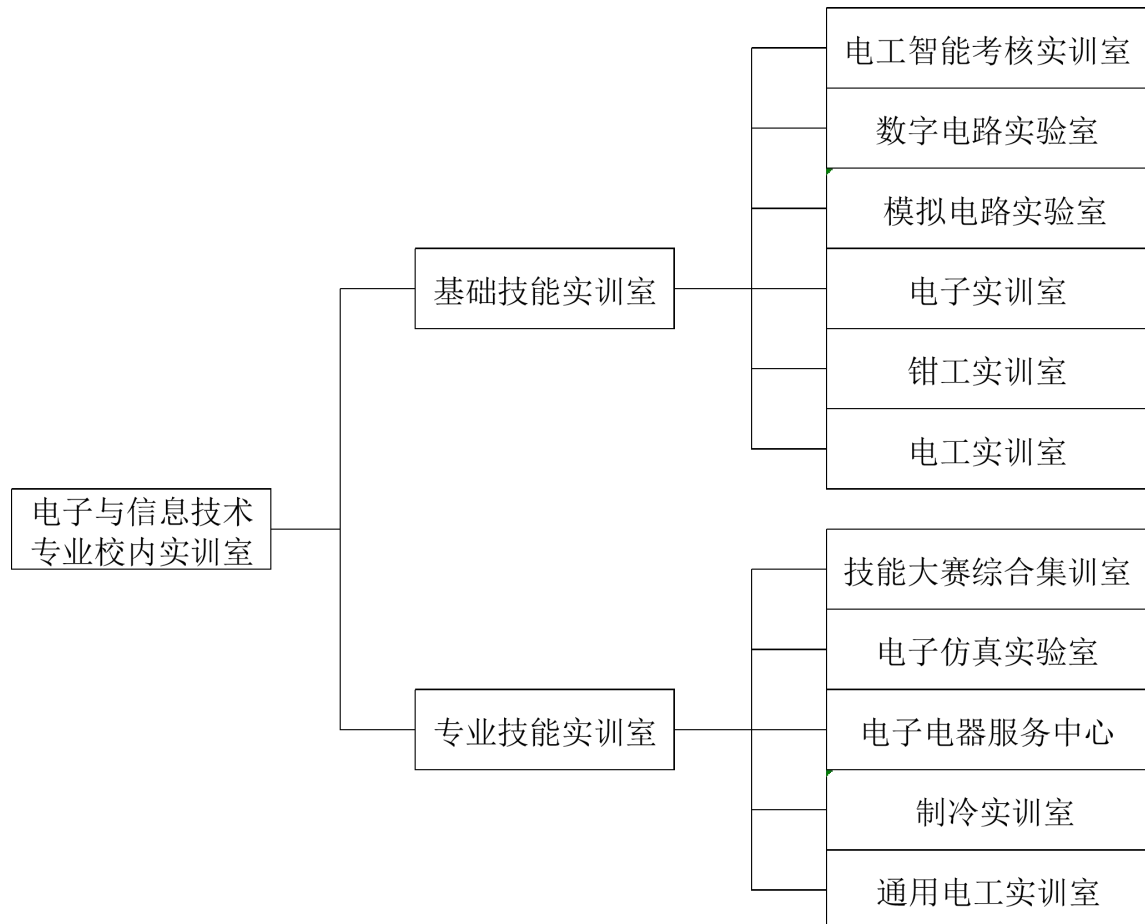 电子与信息技术
专业校内实训室
基础技能实训室
电工智能考核实训室
数字电路实验室
模拟电路实验室
电子实训室
钳工实训室
电工实训室
专业技能实训室
技能大赛综合集训室
电子仿真实验室
电子电器服务中心
制冷实训室
通用电工实训室